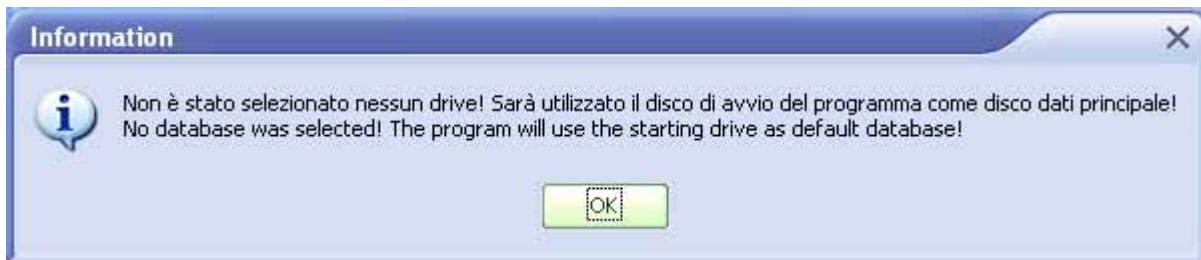 Information
Non è stato selezionato nessun drive! Sarà utilizzato il disco di avvio del programma come disco dati principale!
No database was selected! The program will use the starting drive as default database!
OK